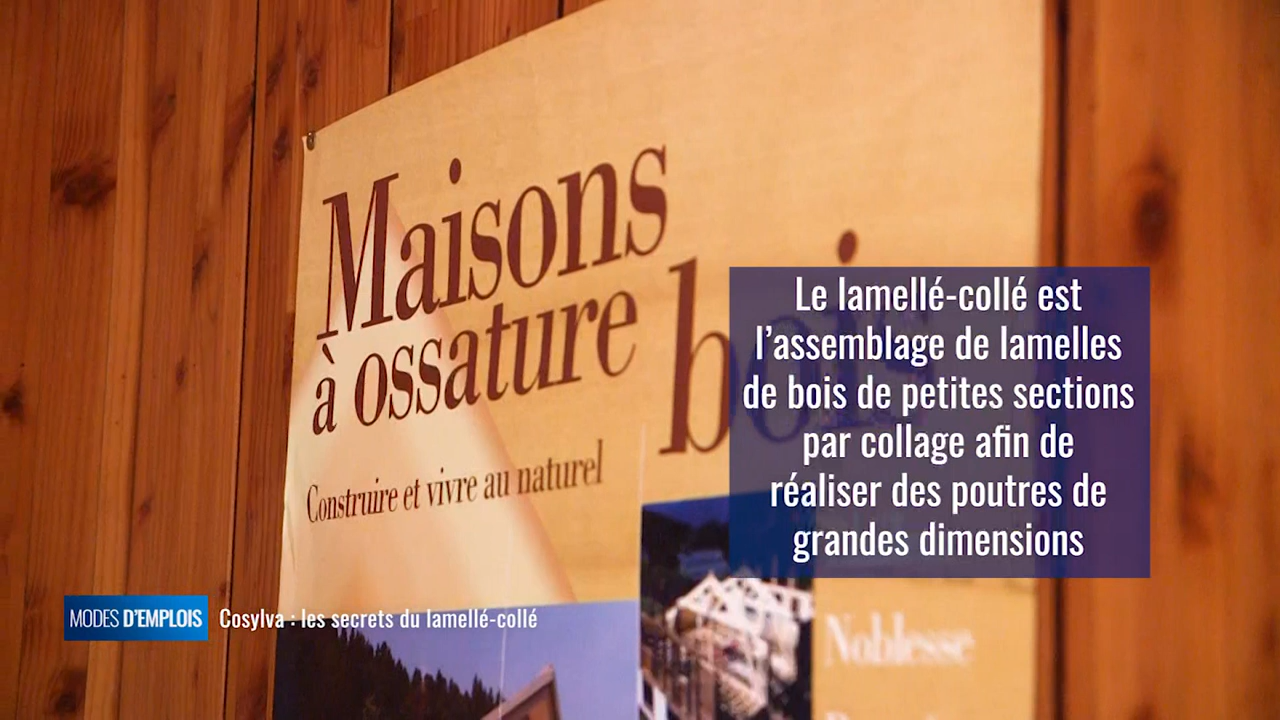 Maisons
à ossature bois
Construire et vivre au naturel
Le lamellé-collé est
l’assemblage de lamelles
de bois de petites sections
par collage afin de
réaliser des poutres de
grandes dimensions
MODES D’EMPLOIS Cosylva : les secrets du lamellé-collé
Noblesse